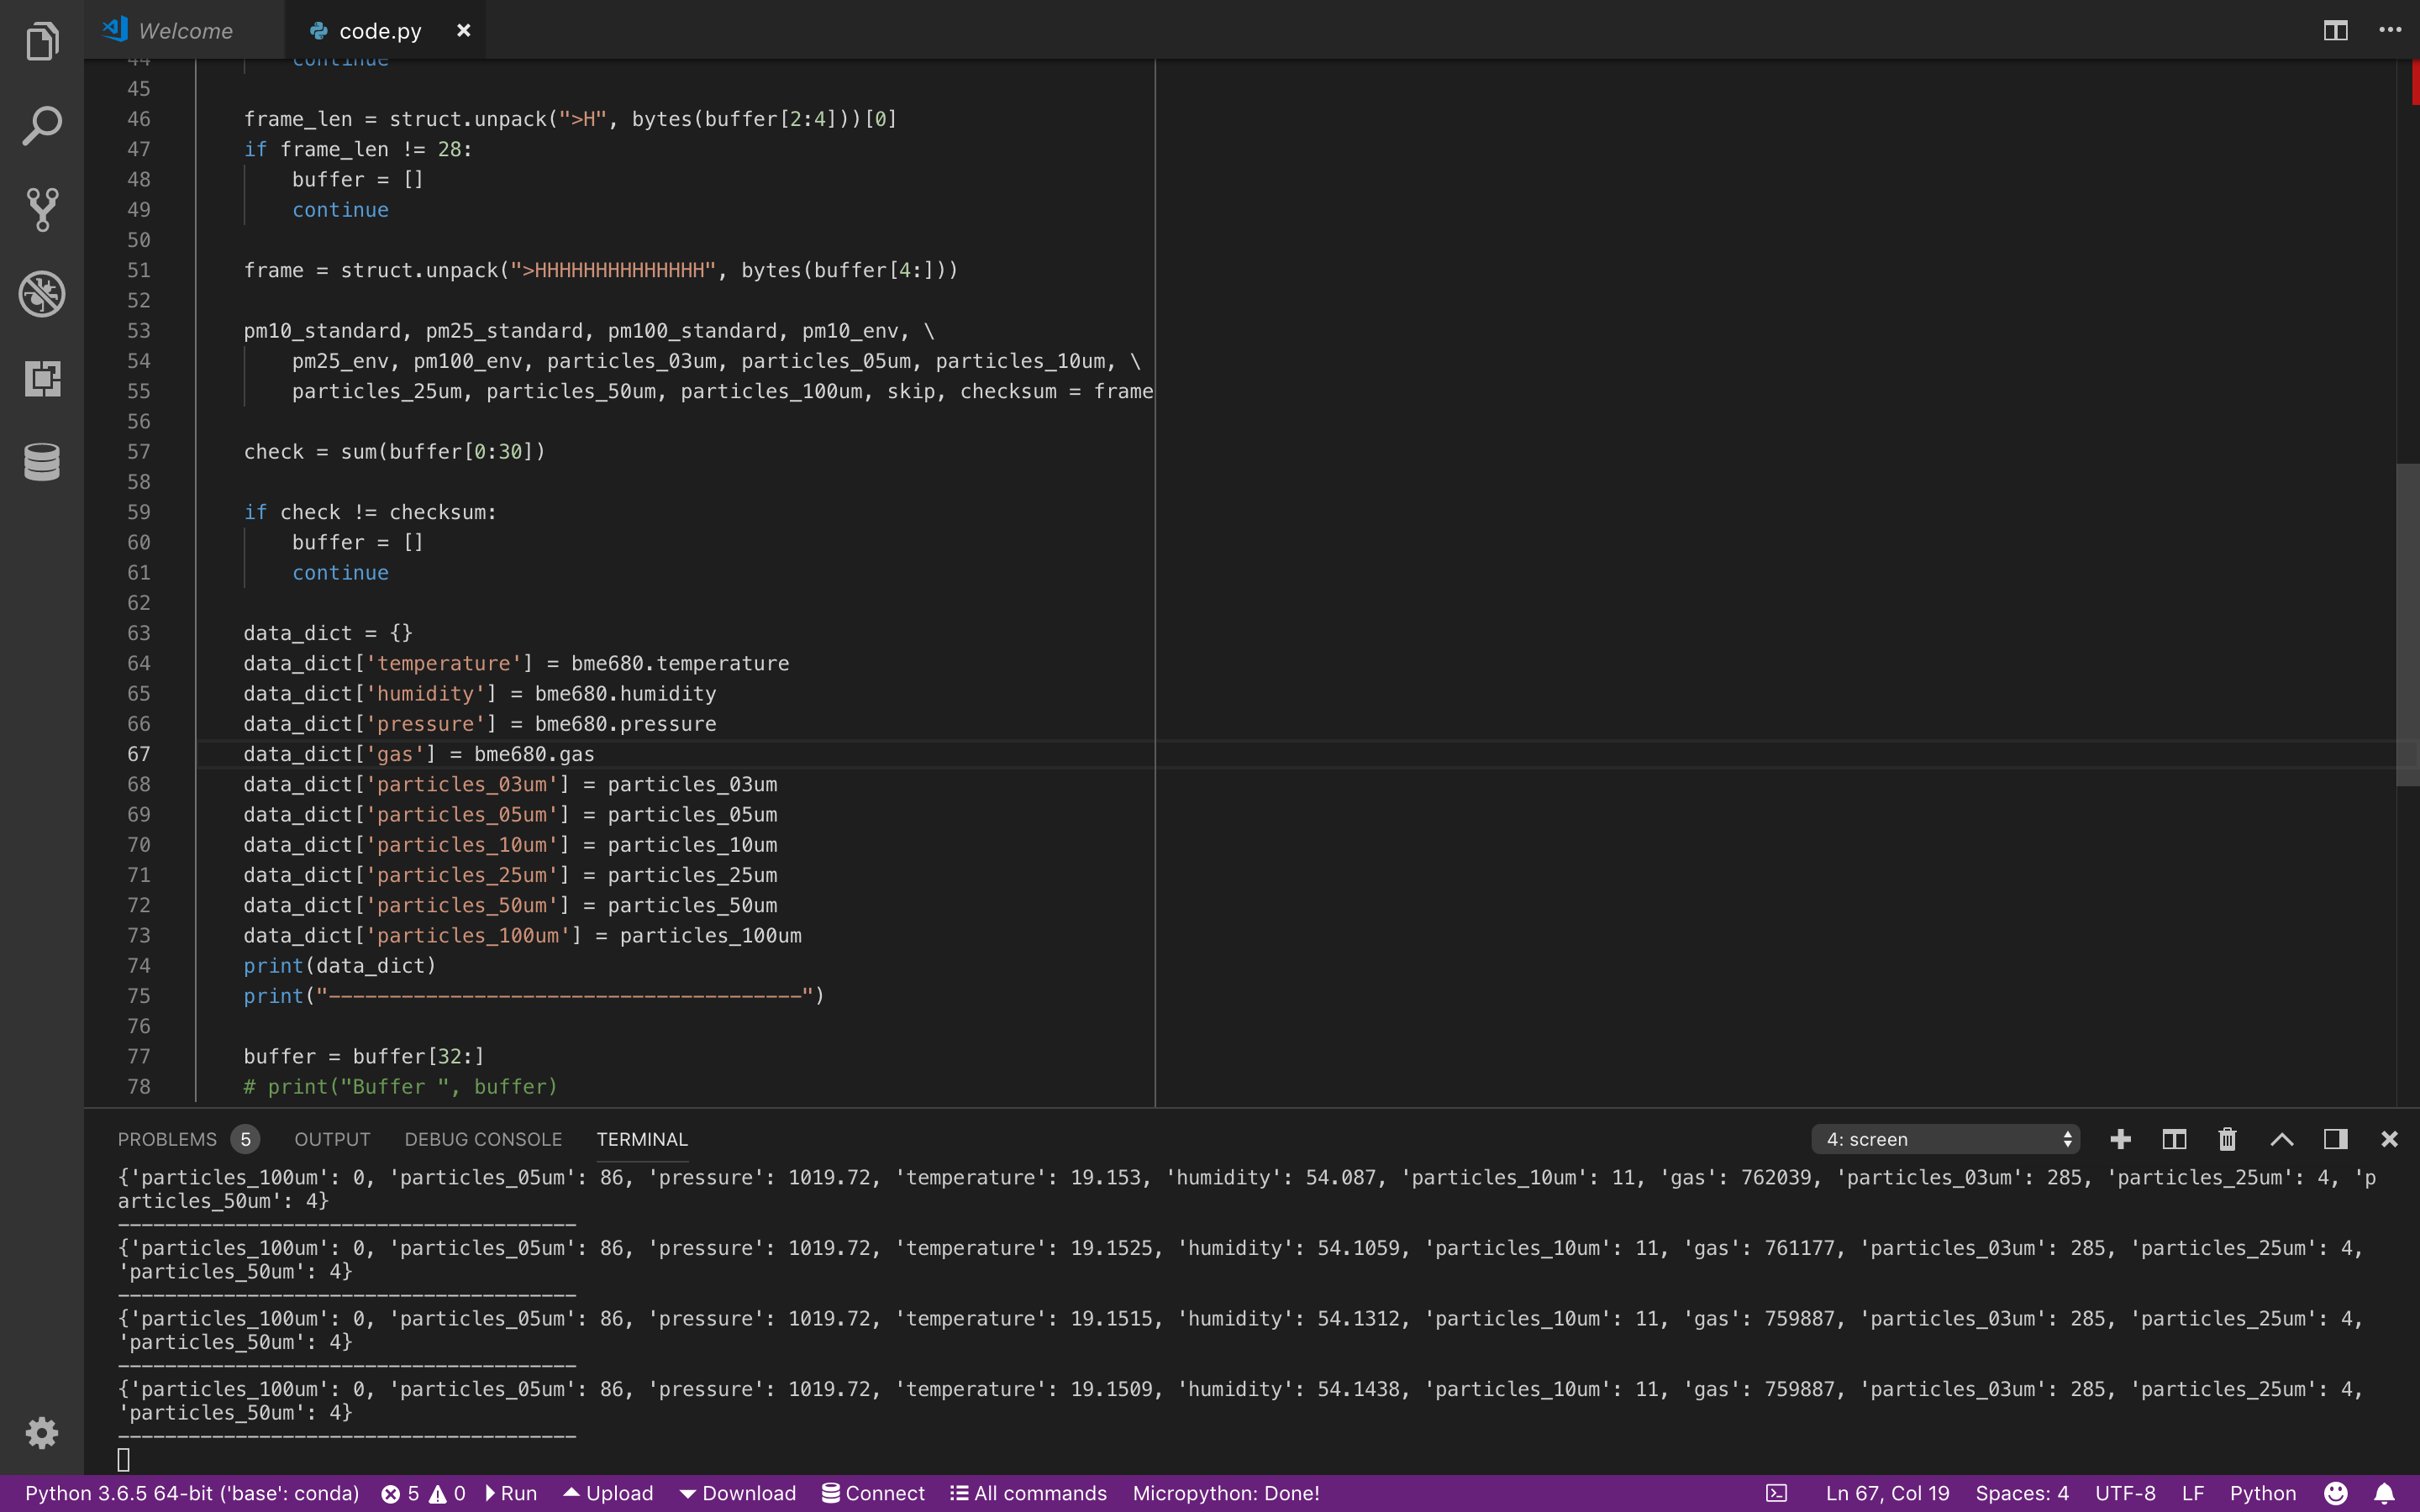 Welcome
code.py
44 continue
45
46 frame_len = struct.unpack(">H", bytes(buffer[2:4]))[0]
47 if frame_len != 28:
48 buffer = []
49 continue
50
51 frame = struct.unpack(">HHHHHHHHHHHHHH", bytes(buffer[4:]))
52
53 pm10_standard, pm25_standard, pm100_standard, pm10_env, \
54 pm25_env, pm100_env, particles_03um, particles_05um, particles_10um, \
55 particles_25um, particles_50um, particles_100um, skip, checksum = frame
56
57 check = sum(buffer[0:30])
58
59 if check != checksum:
60 buffer = []
61 continue
62
63 data_dict = {}
64 data_dict['temperature'] = bme680.temperature
65 data_dict['humidity'] = bme680.humidity
66 data_dict['pressure'] = bme680.pressure
67 data_dict['gas'] = bme680.gas
68 data_dict['particles_03um'] = particles_03um
69 data_dict['particles_05um'] = particles_05um
70 data_dict['particles_10um'] = particles_10um
71 data_dict['particles_25um'] = particles_25um
72 data_dict['particles_50um'] = particles_50um
73 data_dict['particles_100um'] = particles_100um
74 print(data_dict)
75 print("---------------------------------------")
76
77 buffer = buffer[32:]
78 # print("Buffer ", buffer)
PROBLEMS 5 OUTPUT DEBUG CONSOLE TERMINAL 4: screen
{'particles_100um': 0, 'particles_05um': 86, 'pressure': 1019.72, 'temperature': 19.153, 'humidity': 54.087, 'particles_10um': 11, 'gas': 762039, 'particles_03um': 285, 'particles_25um': 4, 'p
articles_50um': 4}
---------------------------------------
{'particles_100um': 0, 'particles_05um': 86, 'pressure': 1019.72, 'temperature': 19.1525, 'humidity': 54.1059, 'particles_10um': 11, 'gas': 761177, 'particles_03um': 285, 'particles_25um': 4,
'particles_50um': 4}
---------------------------------------
{'particles_100um': 0, 'particles_05um': 86, 'pressure': 1019.72, 'temperature': 19.1515, 'humidity': 54.1312, 'particles_10um': 11, 'gas': 759887, 'particles_03um': 285, 'particles_25um': 4,
'particles_50um': 4}
---------------------------------------
{'particles_100um': 0, 'particles_05um': 86, 'pressure': 1019.72, 'temperature': 19.1509, 'humidity': 54.1438, 'particles_10um': 11, 'gas': 759887, 'particles_03um': 285, 'particles_25um': 4,
'particles_50um': 4}
---------------------------------------
Python 3.6.5 64-bit ('base': conda) 5 0 Run Upload Download Connect All commands Micropython: Done! Ln 67, Col 19 Spaces: 4 UTF-8 LF Python